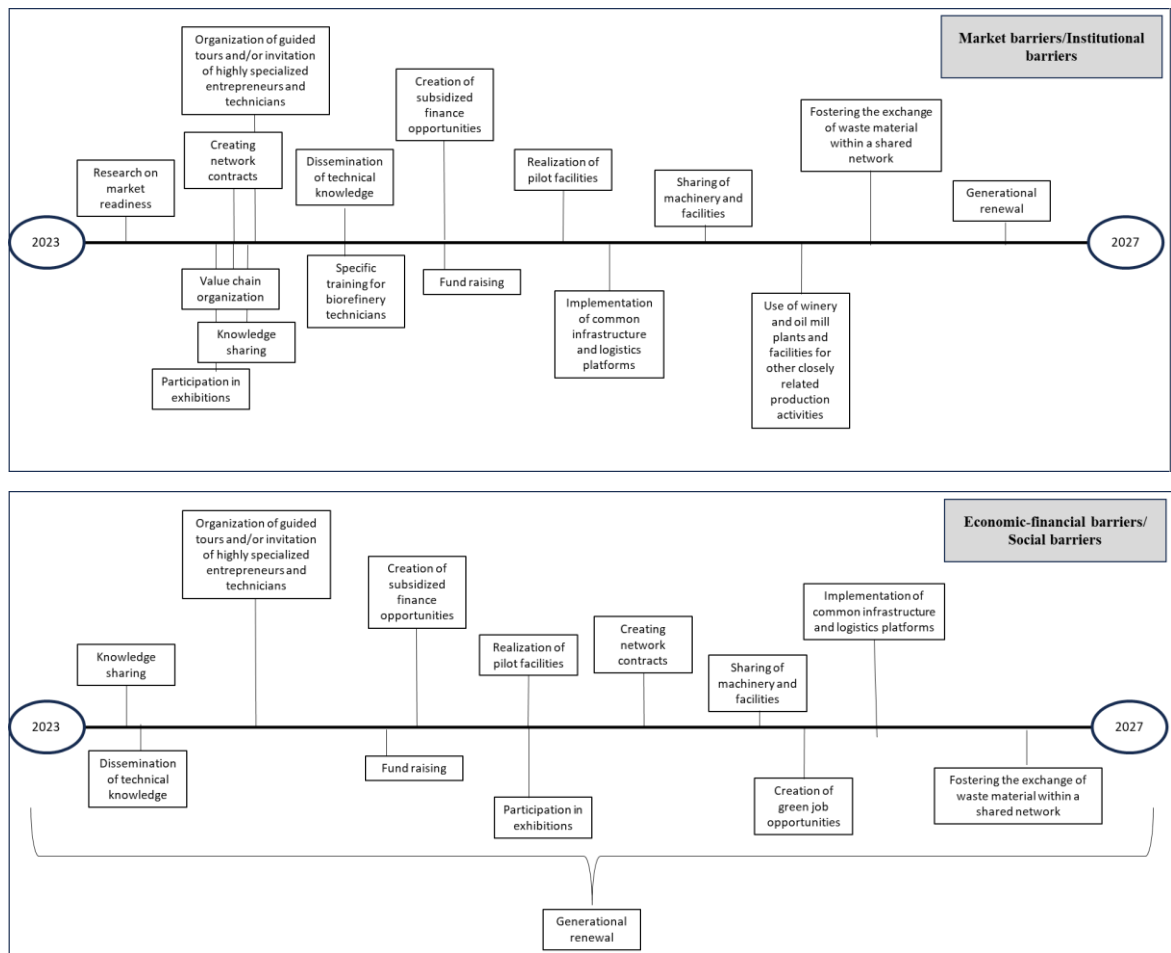 Market barriers/Institutional
barriers
Organization of guided
tours and/or invitation
of highly specialized
entrepreneurs and
technicians
Creating
network
contracts
Research on
market
readiness
Dissemination
of technical
knowledge
Creation of
subsidized
finance
opportunities
Realization of
pilot facilities
Sharing of
machinery and
facilities
Fostering the exchange
of waste material
within a shared
network
Generational
renewal
2023
2027
Value chain
organization
Knowledge
sharing
Participation in
exhibitions
Specific
training for
biorefinery
technicians
Fund raising
Implementation
of common
infrastructure
and logistics
platforms
Use of winery
and oil mill
plants and
facilities for
other closely
related
production
activities
Economic-financial barriers/
Social barriers
Knowledge
sharing
Organization of guided
tours and/or invitation
of highly specialized
entrepreneurs and
technicians
Creation of
subsidized
finance
opportunities
Realization of
pilot facilities
Creating
network
contracts
Sharing of
machinery and
facilities
Implementation of
common infrastructure
and logistics platforms
2023
2027
Dissemination
of technical
knowledge
Fund raising
Participation in
exhibitions
Creation of
green job
opportunities
Fostering the exchange of
waste material within a
shared network
Generational
renewal